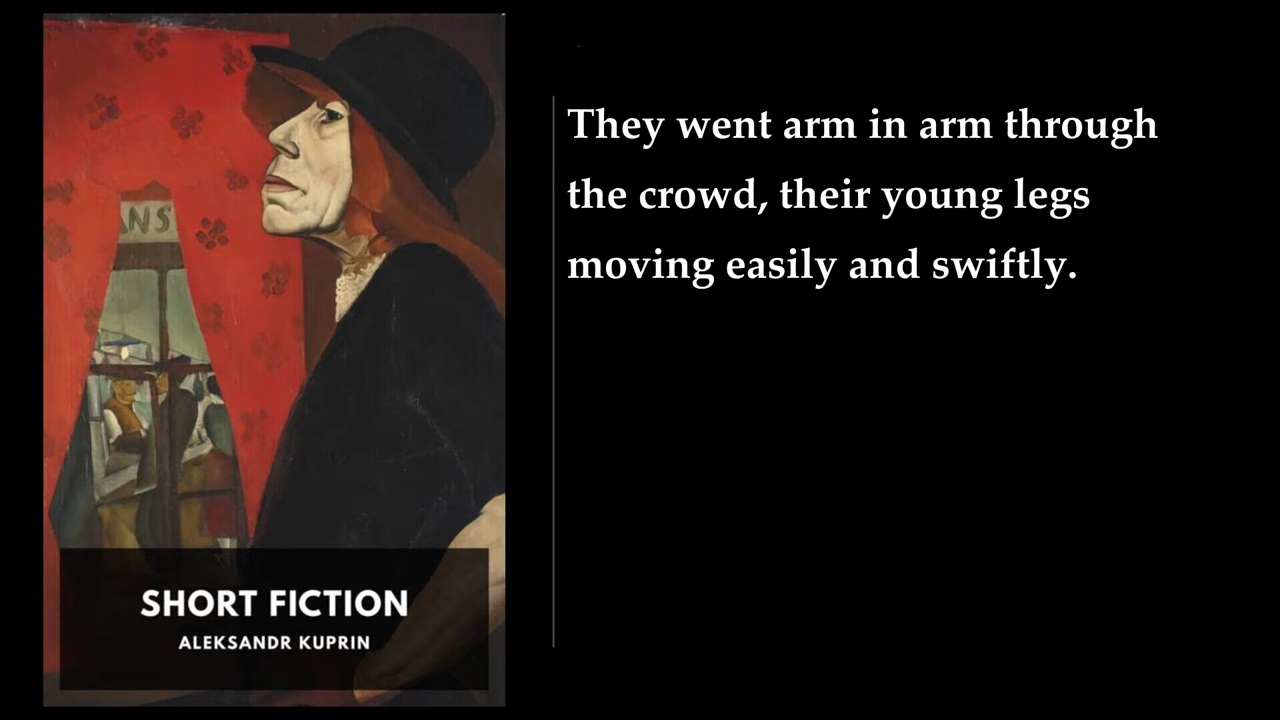 ANS
SHORT FICTION
ALEKSANDR KUPRIN
They went arm in arm through
the crowd, their young legs
moving easily and swiftly.